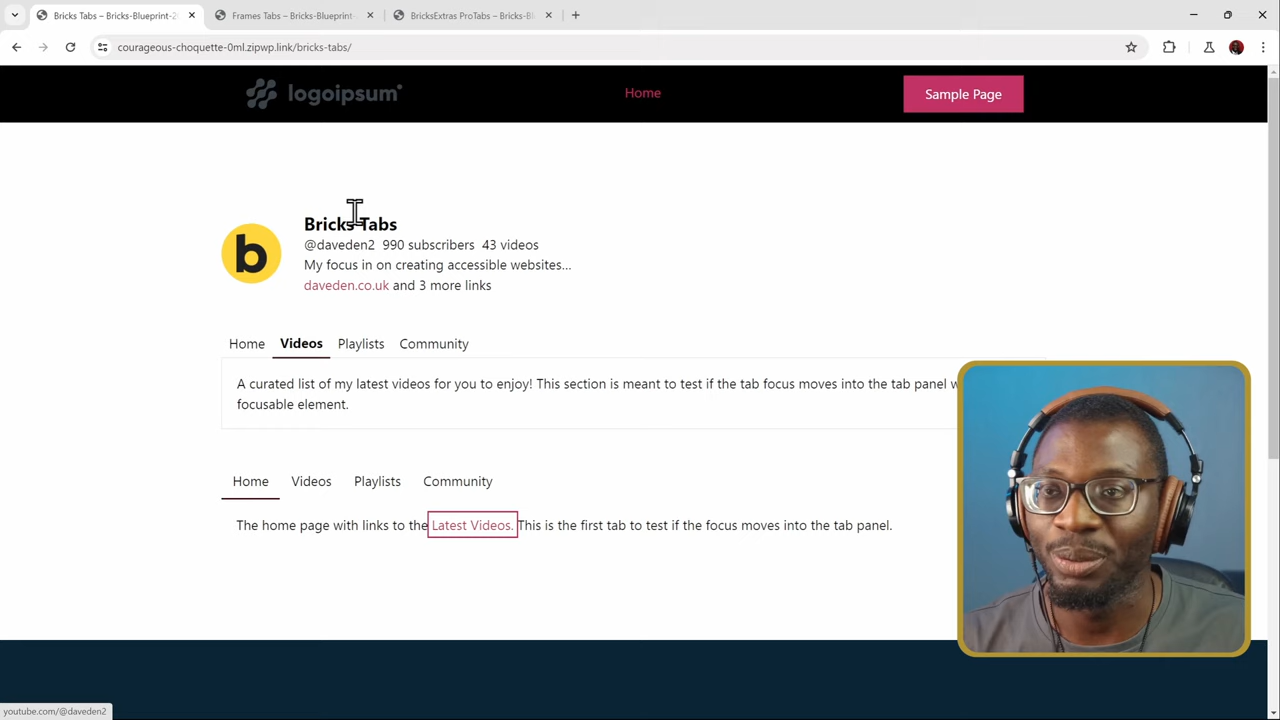 Bricks Tabs – Bricks-Blueprint-2
Frames Tabs – Bricks-Blueprint-
BricksExtras ProTabs – Bricks-Bl
courageous-choquette-0ml.zipwp.link/bricks-tabs/
logoipsum
Home
Sample Page
b
Bricks Tabs
@daveden2 990 subscribers 43 videos
My focus in on creating accessible websites...
daveden.co.uk and 3 more links
Home Videos Playlists Community
A curated list of my latest videos for you to enjoy! This section is meant to test if the tab focus moves into the tab panel
focusable element.
Home Videos Playlists Community
The home page with links to the Latest Videos. This is the first tab to test if the focus moves into the tab panel.
youtube.com/@daveden2